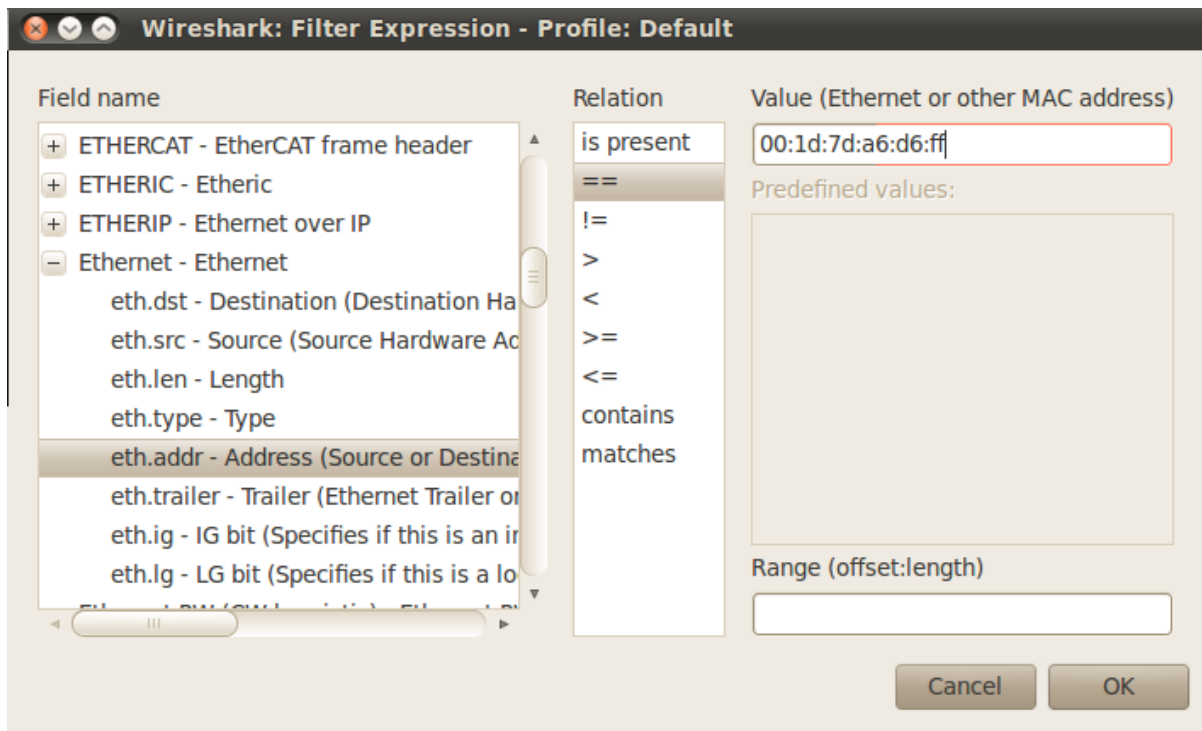 Wireshark: Filter Expression - Profile: Default
Field name
ETHERCAT - EtherCAT frame header
ETHERIC - Etheric
ETHERIP - Ethernet over IP
Ethernet - Ethernet
eth.dst - Destination (Destination Ha
eth.src - Source (Source Hardware Ad
eth.len - Length
eth.type - Type
eth.addr - Address (Source or Destina
eth.trailer - Trailer (Ethernet Trailer or
eth.ig - IG bit (Specifies if this is an in
eth.lg - LG bit (Specifies if this is a lo
Relation
is present
==
!=
>
<
>=
<=
contains
matches
Value (Ethernet or other MAC address)
00:1d:7d:a6:d6:ff
Predefined values:
Range (offset:length)
Cancel
OK